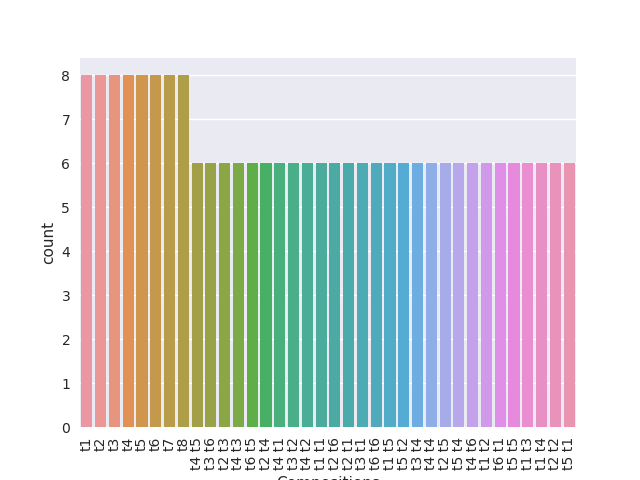 8
7
6
5
4
3
2
1
0
count
t1
t2
t3
t4
t5
t6
t7
t8
t4 t5
t3 t6
t2 t3
t4 t3
t6 t5
t2 t4
t4 t1
t3 t2
t4 t2
t1 t1
t2 t6
t2 t1
t3 t1
t6 t6
t1 t5
t5 t2
t3 t4
t4 t4
t2 t5
t5 t4
t4 t6
t1 t2
t6 t1
t5 t5
t1 t3
t1 t4
t2 t2
t5 t1
Compositions